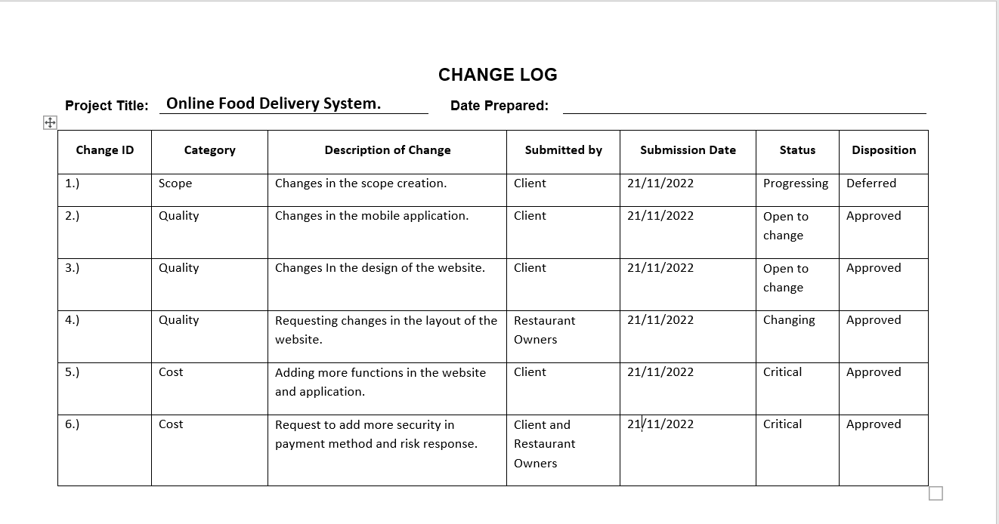 CHANGE LOG
Project Title: Online Food Delivery System. Date Prepared:
Change ID Category Description of Change Submitted by Submission Date Status Disposition
1.) Scope Changes in the scope creation. Client 21/11/2022 Progressing Deferred
2.) Quality Changes in the mobile application. Client 21/11/2022 Open to change Approved
3.) Quality Changes In the design of the website. Client 21/11/2022 Open to change Approved
4.) Quality Requesting changes in the layout of the website. Restaurant Owners 21/11/2022 Changing Approved
5.) Cost Adding more functions in the website and application. Client 21/11/2022 Critical Approved
6.) Cost Request to add more security in payment method and risk response. Client and Restaurant Owners 21/11/2022 Critical Approved